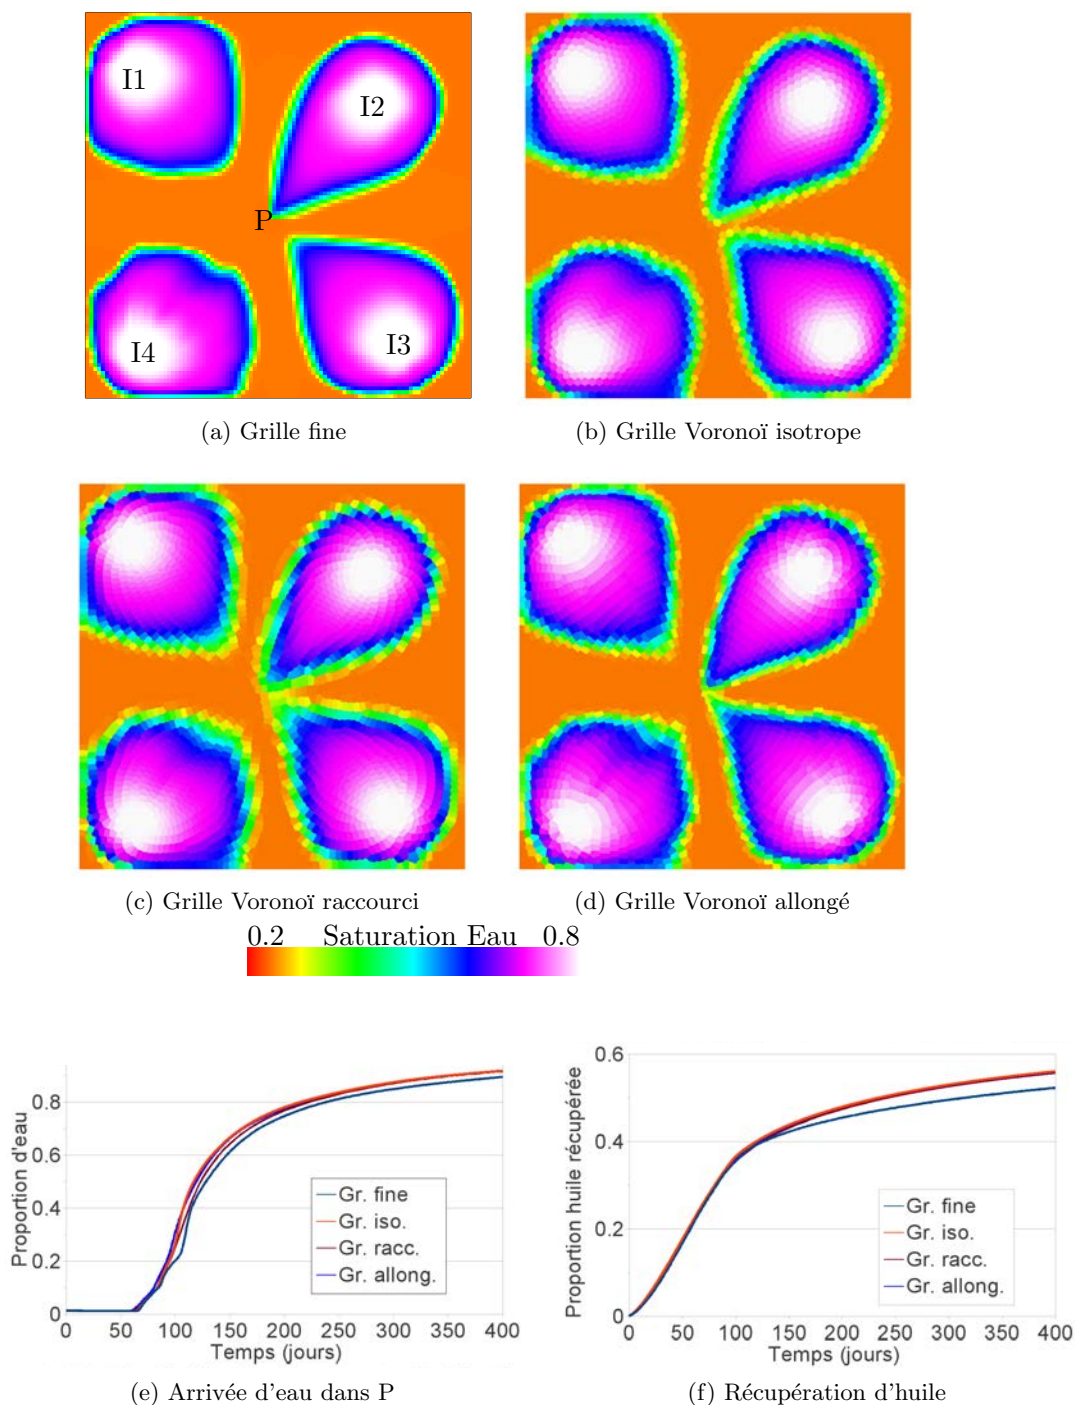 I1
I2
P
I4
I3
(a) Grille fine
(b) Grille Voronoï isotrope
(c) Grille Voronoï raccourci
(d) Grille Voronoï allongé
0.2 Saturation Eau 0.8
Proportion d'eau
0.8
0.6
0.4
0.2
0
Gr. fine
Gr. iso.
Gr. racc.
Gr. allong.
0 50 100 150 200 250 300 350 400
Temps (jours)
(e) Arrivée d'eau dans P
Proportion huile récupérée
0.6
0.4
0.2
0
Gr. fine
Gr. iso.
Gr. racc.
Gr. allong.
0 50 100 150 200 250 300 350 400
Temps (jours)
(f) Récupération d'huile